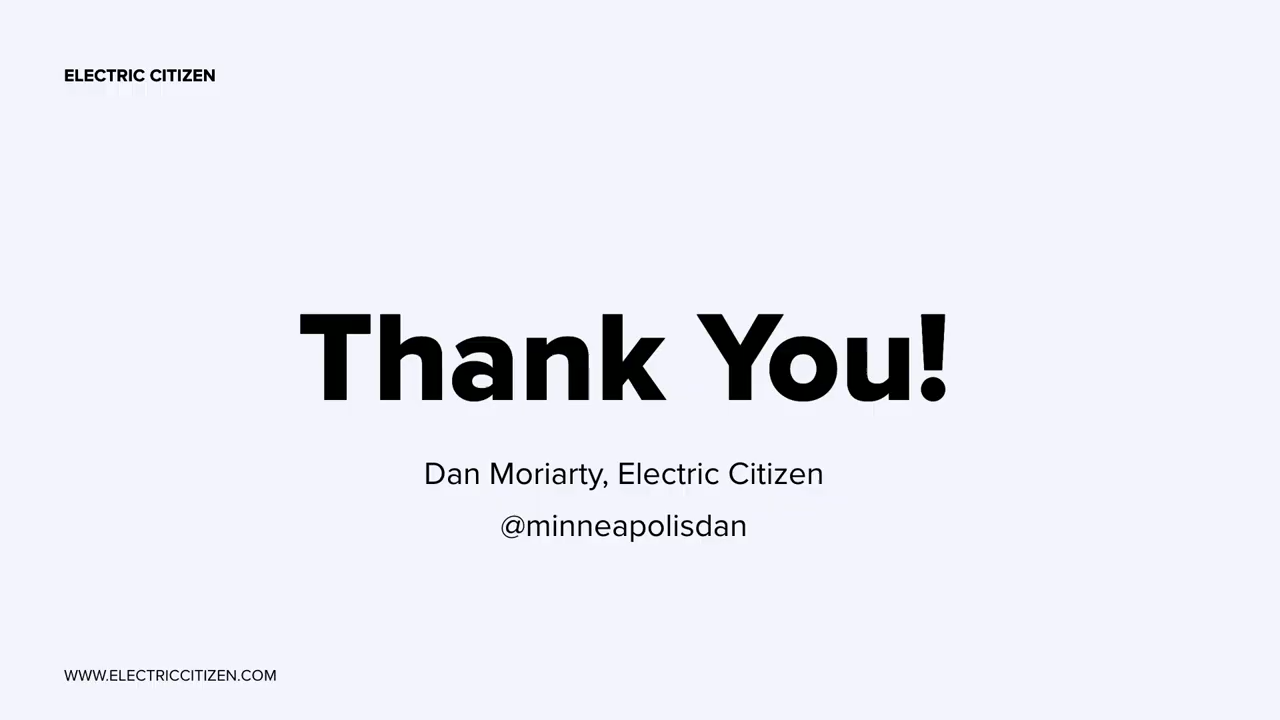 ELECTRIC CITIZEN
Thank You!
Dan Moriarty, Electric Citizen
@minneapolisdan
WWW.ELECTRICCITIZEN.COM